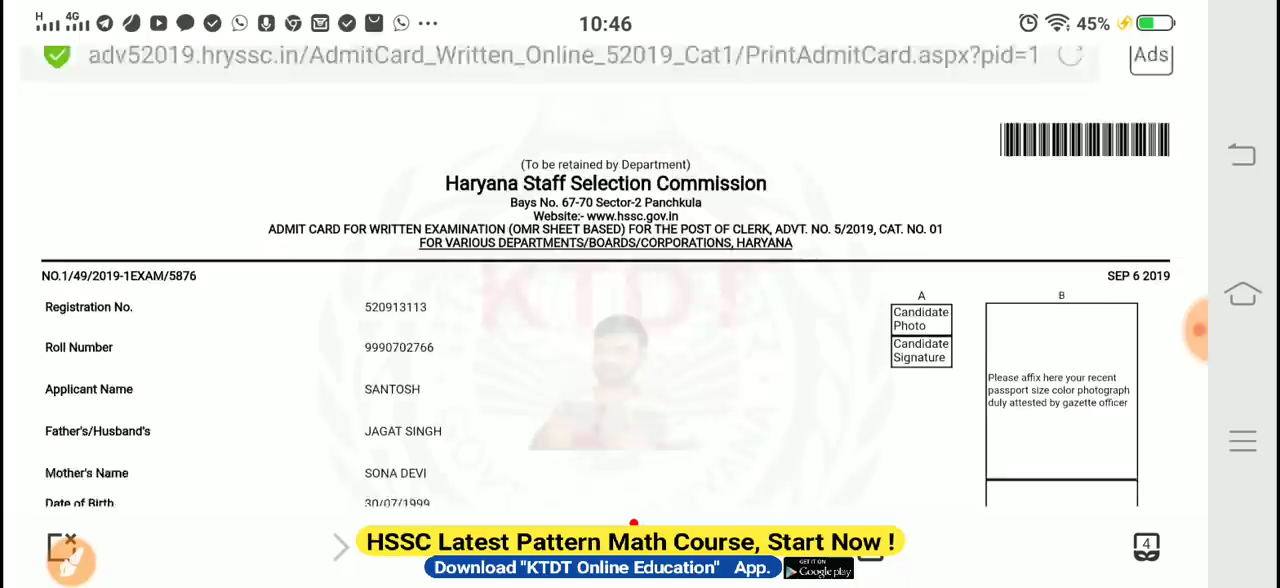 H 4G 10:46 45%
adv52019.hryssc.in/AdmitCard_Written_Online_52019_Cat1/PrintAdmitCard.aspx?pid=1
Ads
(To be retained by Department)
Haryana Staff Selection Commission
Bays No. 67-70 Sector-2 Panchkula
Website:- www.hssc.gov.in
ADMIT CARD FOR WRITTEN EXAMINATION (OMR SHEET BASED) FOR THE POST OF CLERK, ADVT. NO. 5/2019, CAT. NO. 01
FOR VARIOUS DEPARTMENTS/BOARDS/CORPORATIONS, HARYANA
NO.1/49/2019-1EXAM/5876 SEP 6 2019
A B
Registration No. 520913113
Candidate
Photo
Roll Number 9990702766
Candidate
Signature
Please affix here your recent
passport size color photograph
duly attested by gazette officer
Applicant Name SANTOSH
Father's/Husband's JAGAT SINGH
Mother's Name SONA DEVI
Date of Birth 30/07/1999
KTDT
4
HSSC Latest Pattern Math Course, Start Now !
Download "KTDT Online Education" App.
GET IT ON
Google play